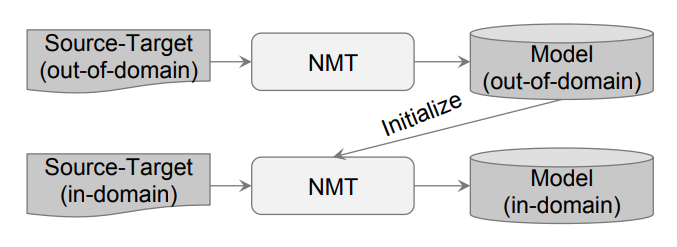 Source-Target
(out-of-domain)
NMT
Model
(out-of-domain)
Initialize
Source-Target
(in-domain)
NMT
Model
(in-domain)